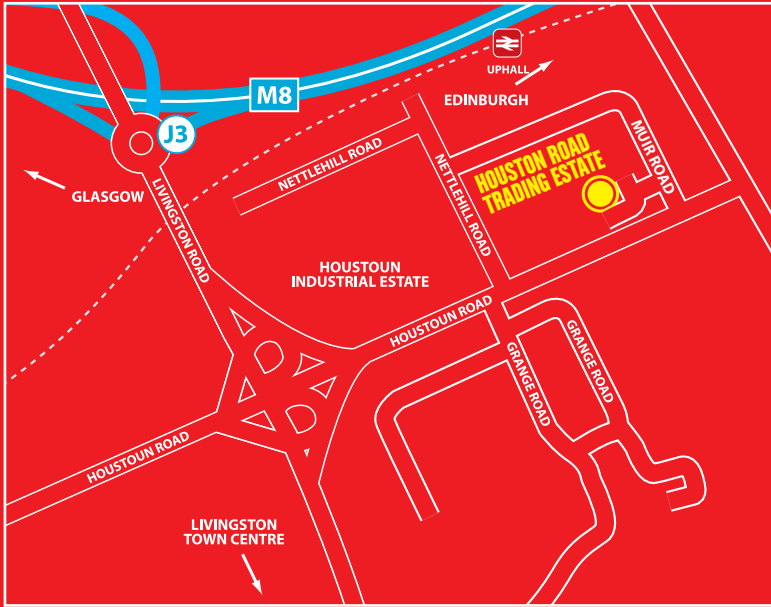 UPHALL
M8
EDINBURGH
J3
NETTLEHILL ROAD
MUIR ROAD
HOUSTON ROAD
TRADING ESTATE
NETTLEHILL ROAD
GLASGOW
LIVINGSTON ROAD
HOUSTOUN
INDUSTRIAL ESTATE
HOUSTOUN ROAD
GRANGE ROAD
GRANGE ROAD
HOUSTOUN ROAD
LIVINGSTON
TOWN CENTRE